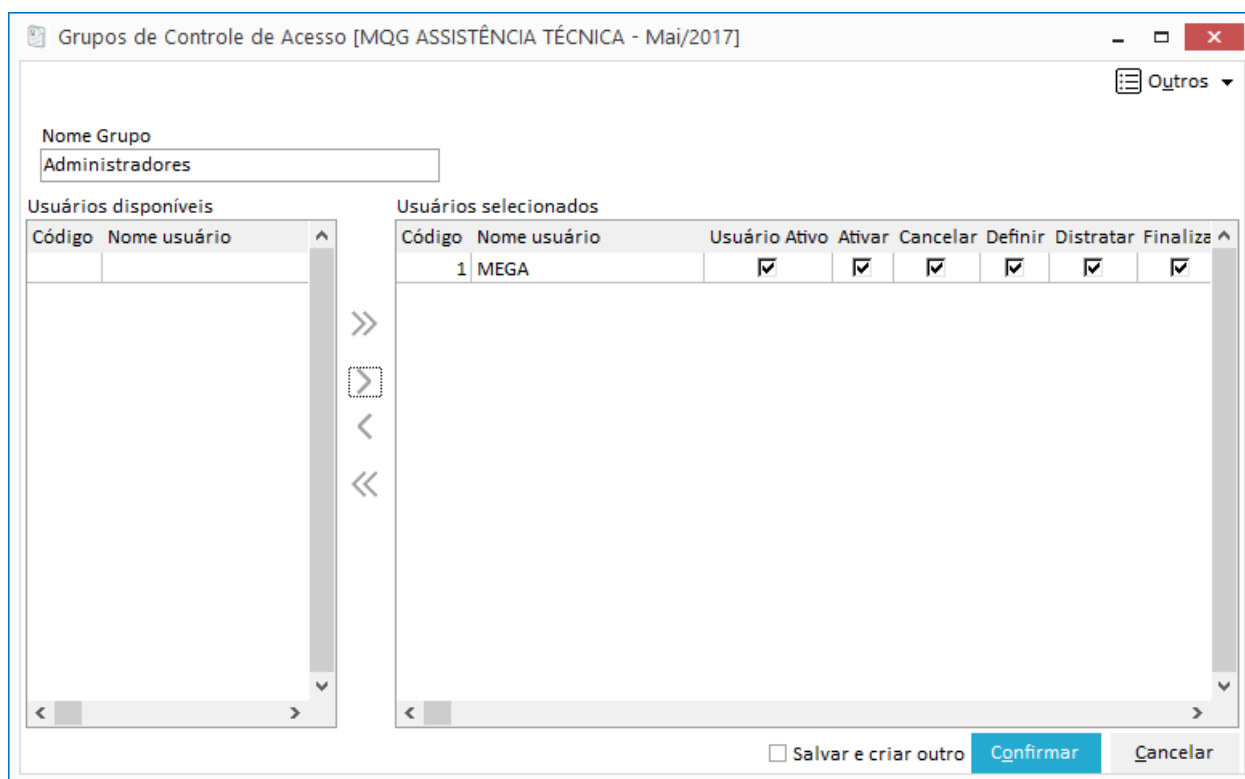 Grupos de Controle de Acesso [MQG ASSISTÊNCIA TÉCNICA - Mai/2017]
Outros
Nome Grupo
Administradores
Usuários disponíveis
Código Nome usuário
Usuários selecionados
Código Nome usuário Usuário Ativo Ativar Cancelar Definir Distratar Finaliza
1 MEGA
Salvar e criar outro Confirmar Cancelar